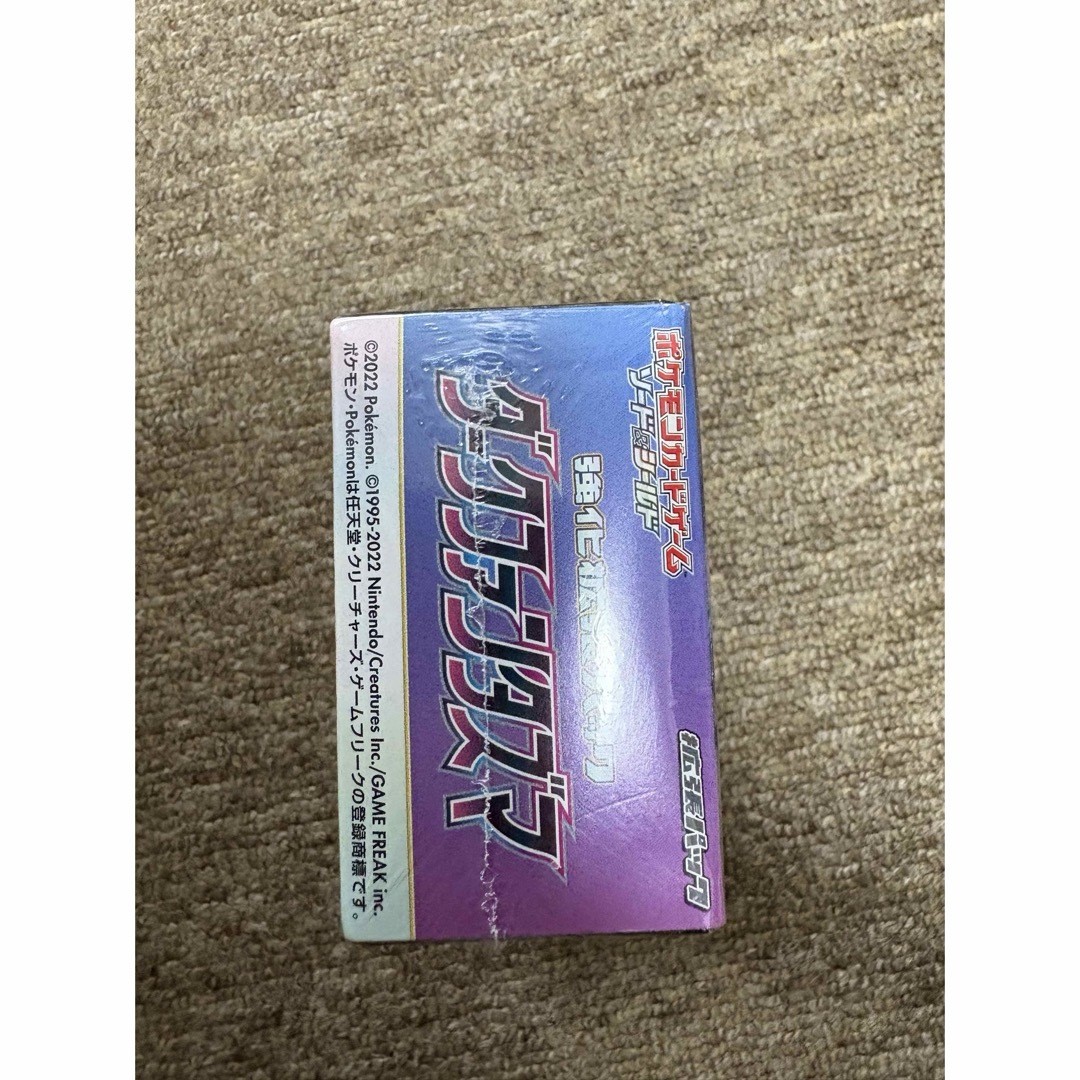 ポケモンカードゲーム
ソード&シールド
拡張パック
強化拡張パック
ダークファンタズマ
©2022 Pokémon. ©1995-2022 Nintendo/Creatures Inc./GAME FREAK inc.
ポケモン・Pokémonは任天堂・クリーチャーズ・ゲームフリークの登録商標です。